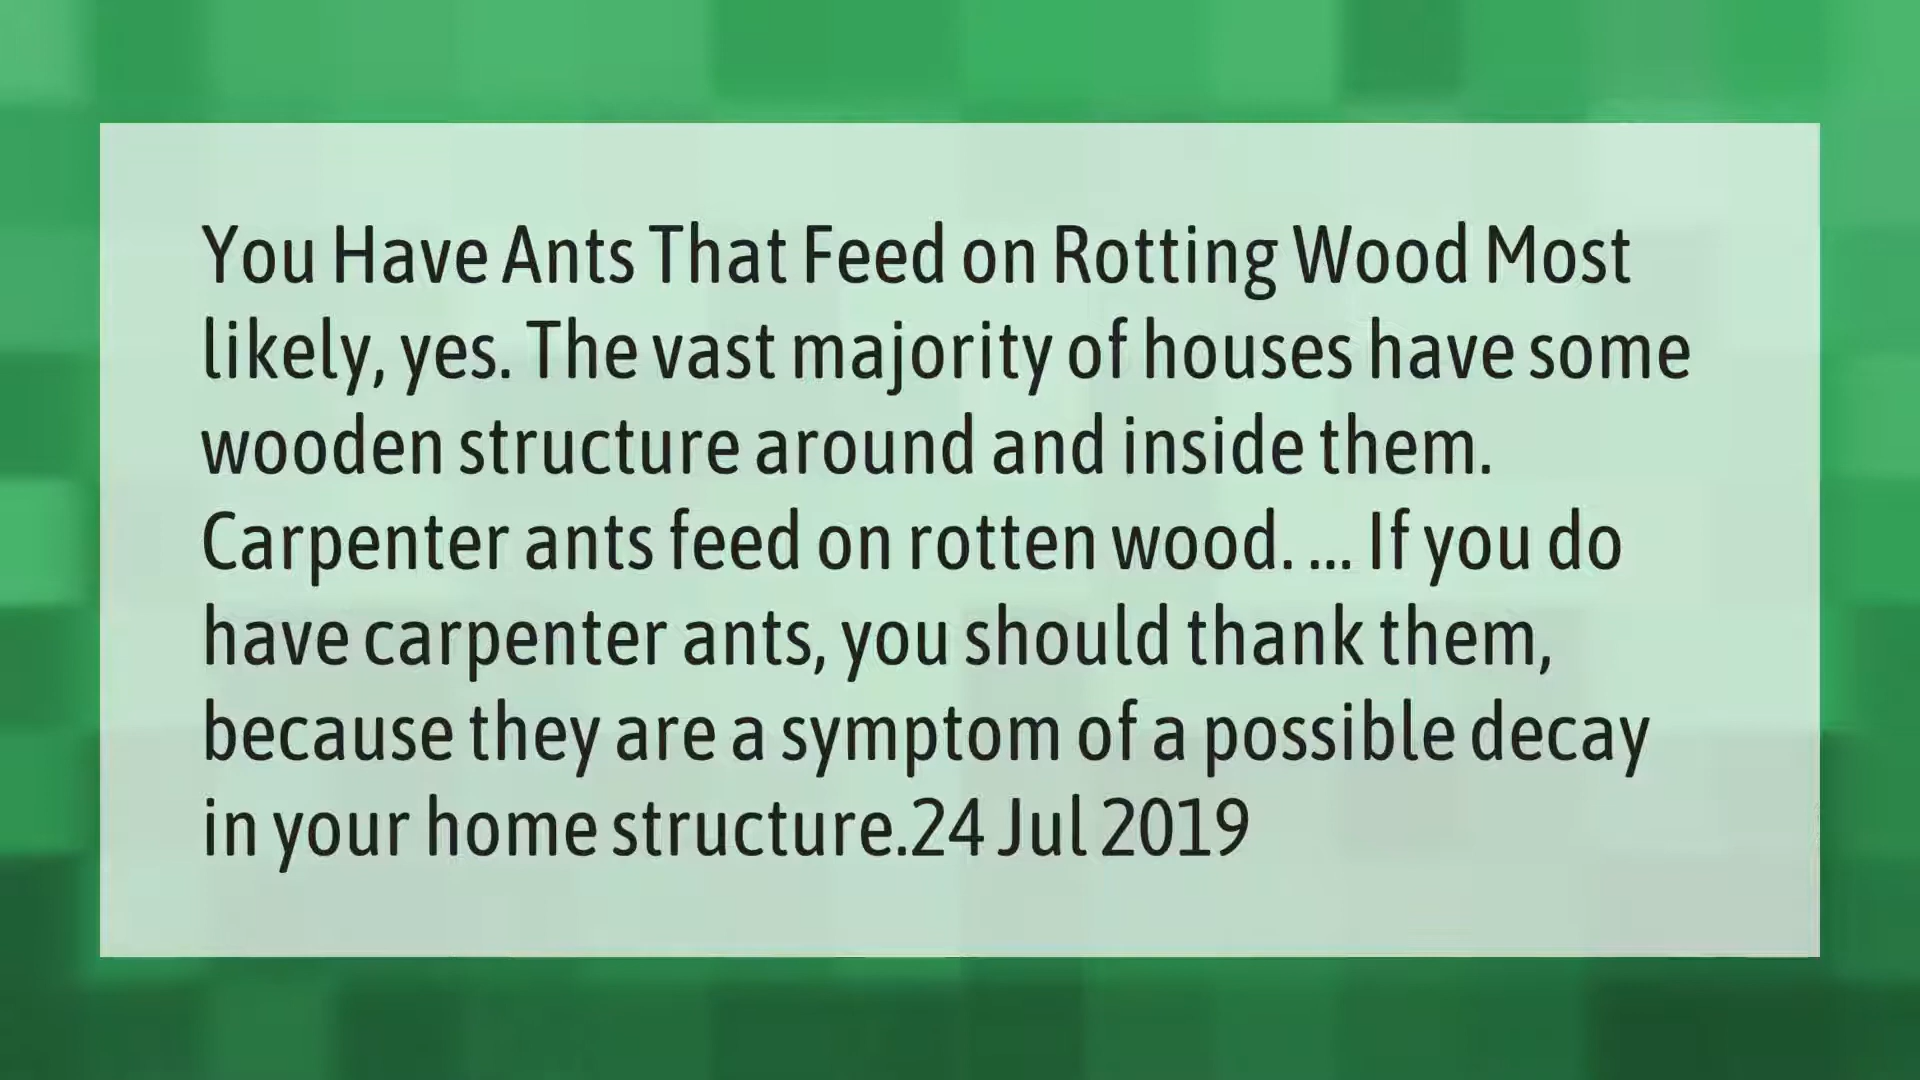 You Have Ants That Feed on Rotting Wood Most
likely, yes. The vast majority of houses have some
wooden structure around and inside them.
Carpenter ants feed on rotten wood. ... If you do
have carpenter ants, you should thank them,
because they are a symptom of a possible decay
in your home structure.24 Jul 2019